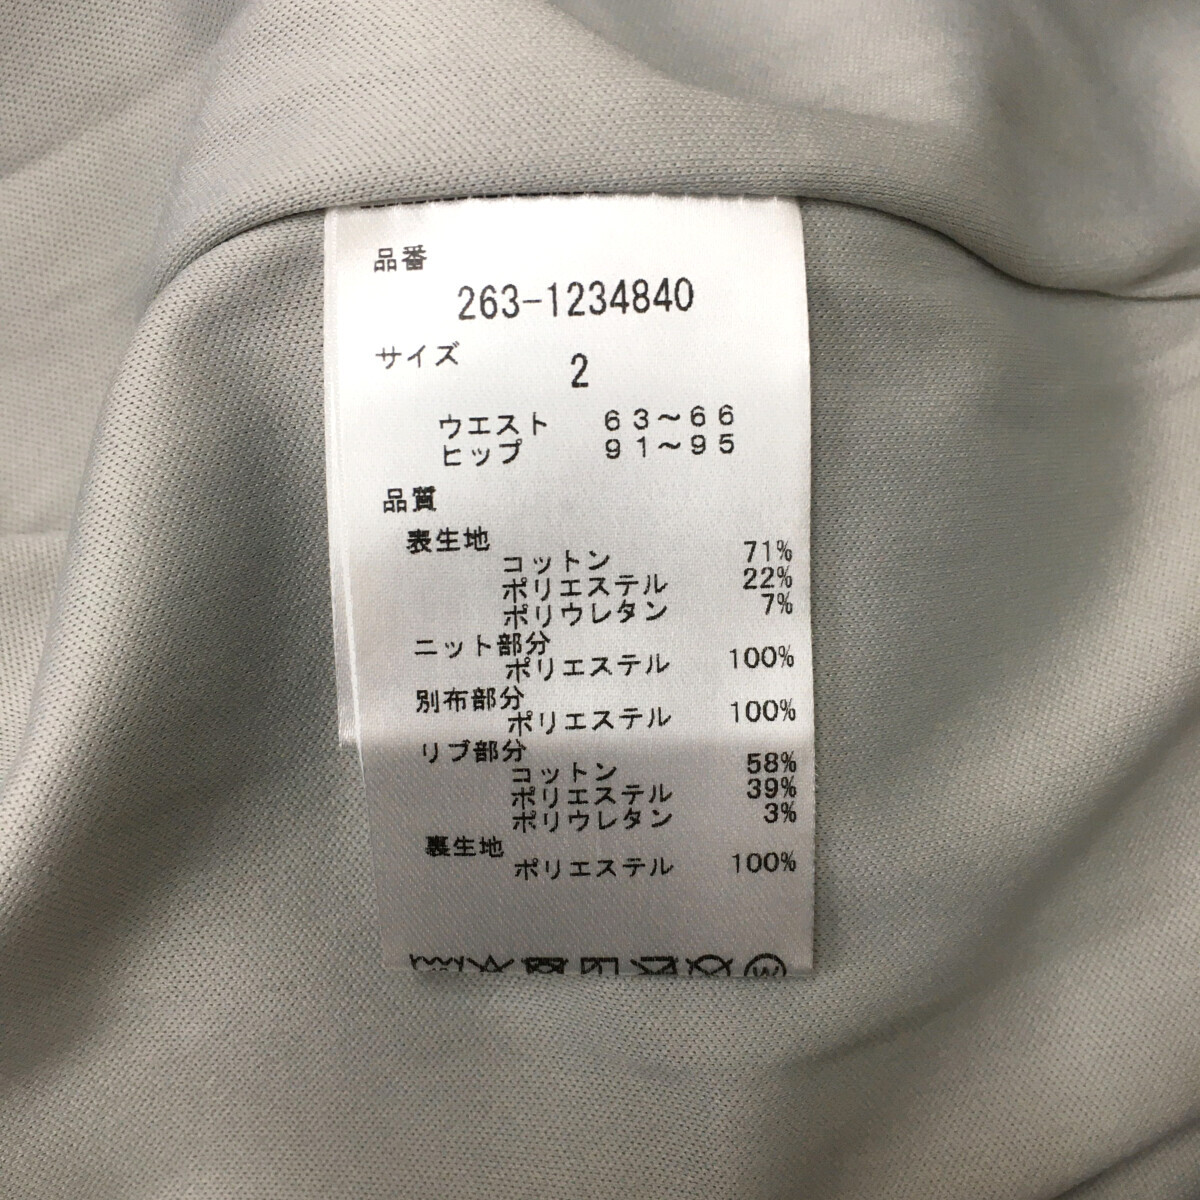 品番
263-1234840
サイズ
2
ウエスト 63～66
ヒップ 91～95
品質
表生地
コットン 71%
ポリエステル 22%
ポリウレタン 7%
ニット部分
ポリエステル 100%
別布部分
ポリエステル 100%
リブ部分
コットン 58%
ポリエステル 39%
ポリウレタン 3%
裏生地
ポリエステル 100%